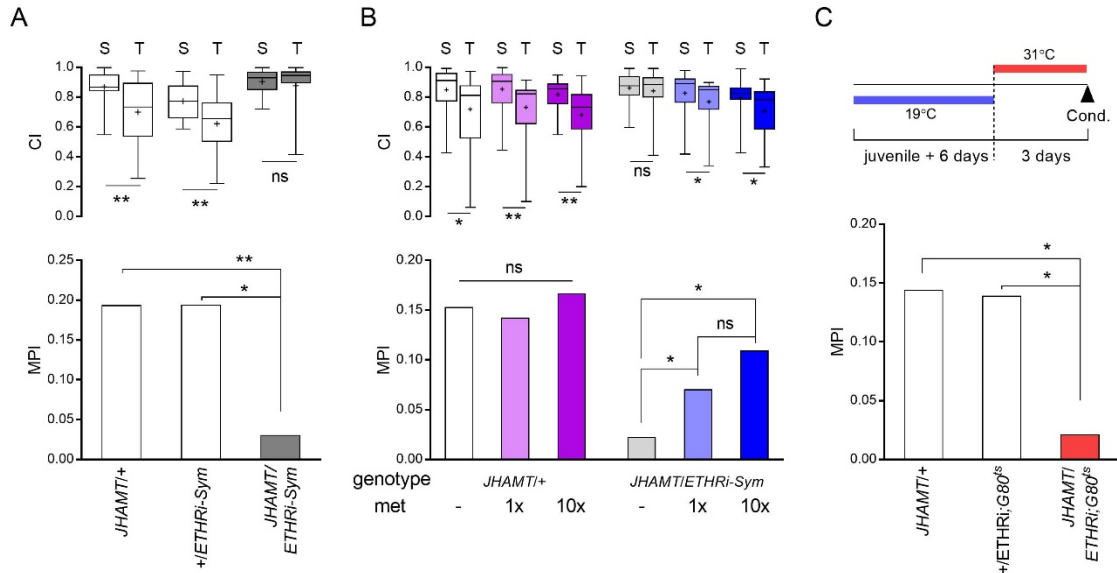 A
S T S T S T
CI
1.0
0.8
0.6
0.4
0.2
0.0
** ** ns
MPI
0.25
0.20
0.15
0.10
0.05
0.00
**
*
JHAMT/+
+/ETHRi-Sym
JHAMT/
ETHRi-Sym
B
S T S T S T S T S T S T
CI
1.0
0.8
0.6
0.4
0.2
0.0
* ** ** ns * *
MPI
0.20
0.15
0.10
0.05
0.00
ns
*
ns
*
genotype JHAMT/+ JHAMT/ETHRi-Sym
met - 1x 10x - 1x 10x
C
31°C
19°C
Cond.
juvenile + 6 days 3 days
MPI
0.20
0.15
0.10
0.05
0.00
*
*
JHAMT/+
+/ETHRi;G80ts
JHAMT/
ETHRi;G80ts